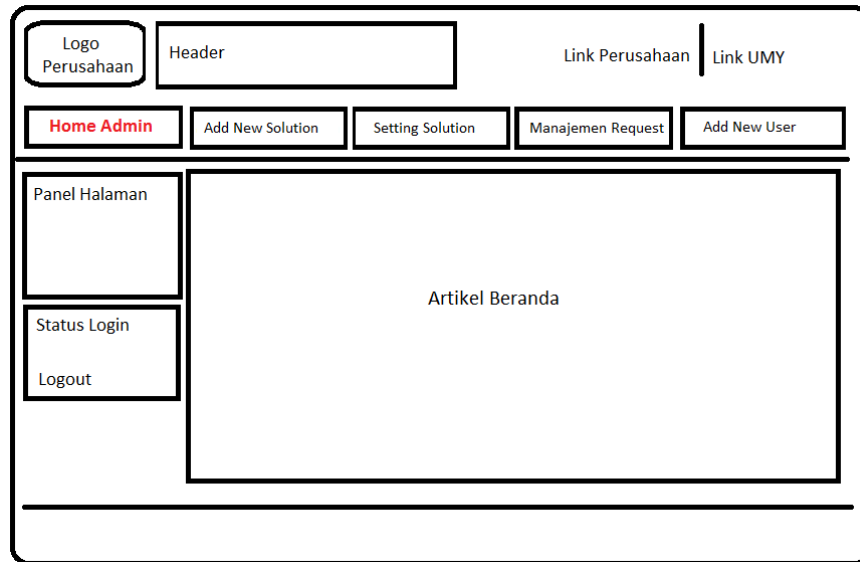 Logo
Perusahaan
Header
Link Perusahaan
Link UMY
Home Admin
Add New Solution
Setting Solution
Manajemen Request
Add New User
Panel Halaman
Artikel Beranda
Status Login
Logout